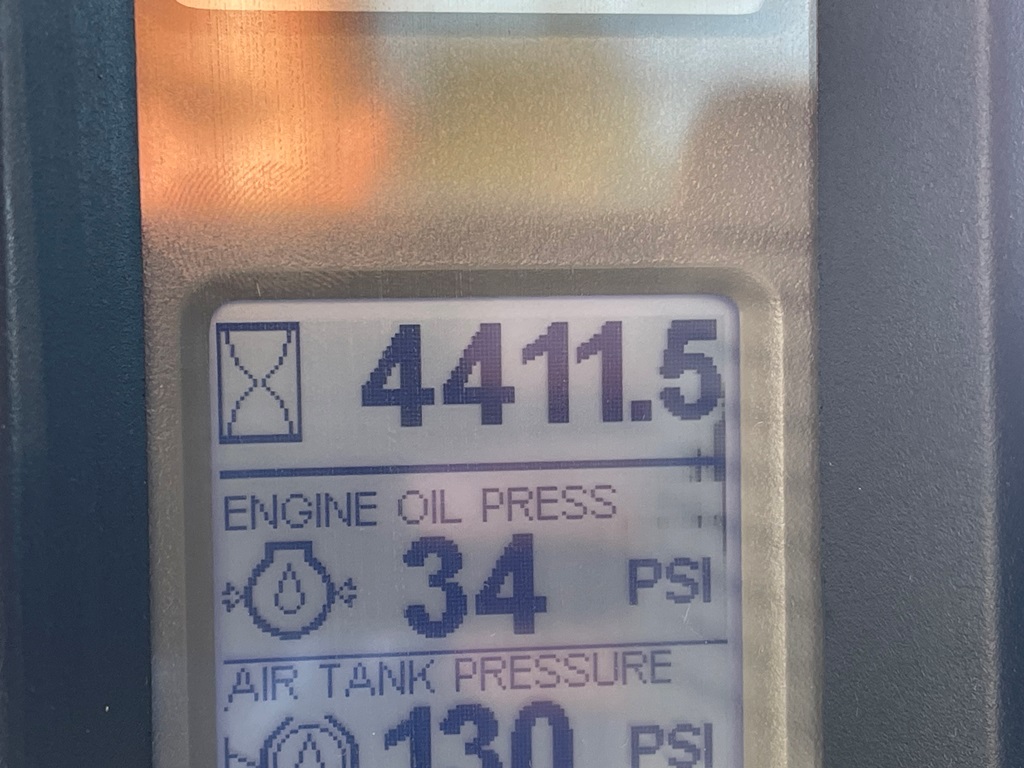 4411.5
ENGINE OIL PRESS
34 PSI
AIR TANK PRESSURE
130 PSI